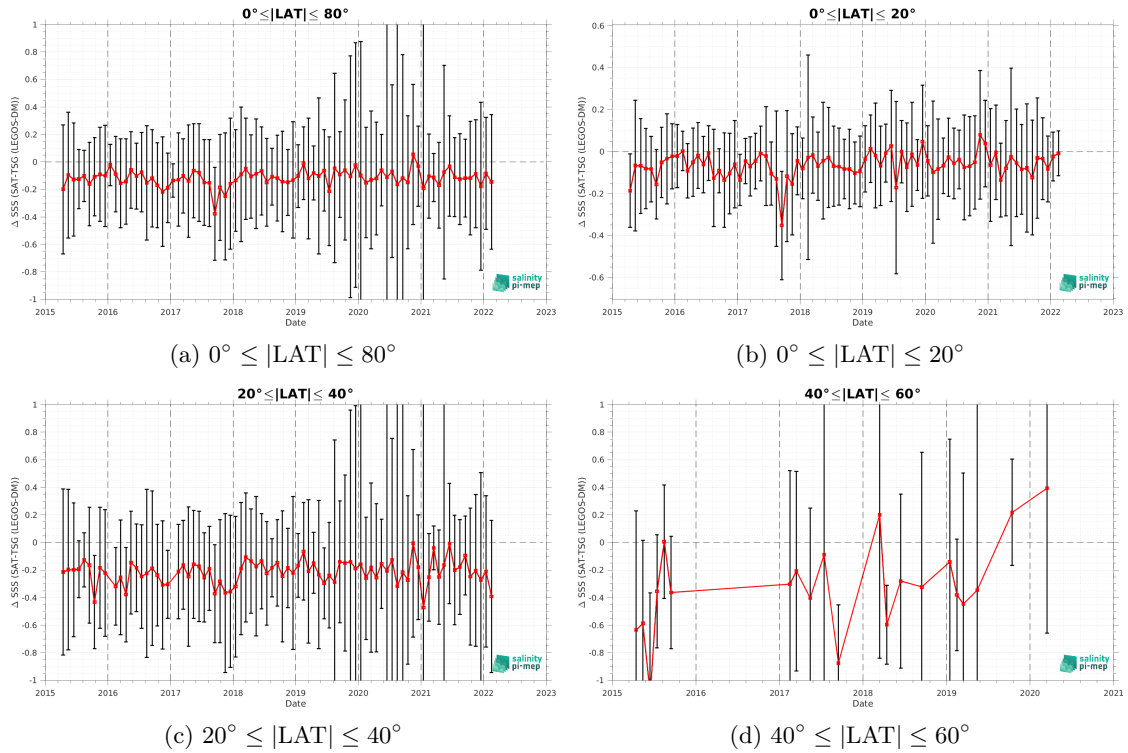 0°≤|LAT|≤ 80°
Δ SSS (SAT-TSG (LEGOS-DM))
1
0.8
0.6
0.4
0.2
0
-0.2
-0.4
-0.6
-0.8
-1
2015 2016 2017 2018 2019 2020 2021 2022 2023
Date
salinity
pi-mep
(a) 0° ≤ |LAT| ≤ 80°
0°≤|LAT|≤ 20°
Δ SSS (SAT-TSG (LEGOS-DM))
0.6
0.4
0.2
0
-0.2
-0.4
-0.6
2015 2016 2017 2018 2019 2020 2021 2022 2023
Date
salinity
pi-mep
(b) 0° ≤ |LAT| ≤ 20°
20°≤|LAT|≤ 40°
Δ SSS (SAT-TSG (LEGOS-DM))
1
0.8
0.6
0.4
0.2
0
-0.2
-0.4
-0.6
-0.8
-1
2015 2016 2017 2018 2019 2020 2021 2022 2023
Date
salinity
pi-mep
(c) 20° ≤ |LAT| ≤ 40°
40°≤|LAT|≤ 60°
Δ SSS (SAT-TSG (LEGOS-DM))
1
0.8
0.6
0.4
0.2
0
-0.2
-0.4
-0.6
-0.8
-1
2015 2016 2017 2018 2019 2020 2021
Date
salinity
pi-mep
(d) 40° ≤ |LAT| ≤ 60°